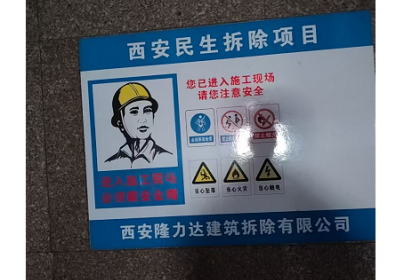 西安民生拆除项目
您已进入施工现场
请您注意安全
进入施工现场
必须戴安全帽
当心坠落
当心火灾
当心触电
西安隆力达建筑拆除有限公司